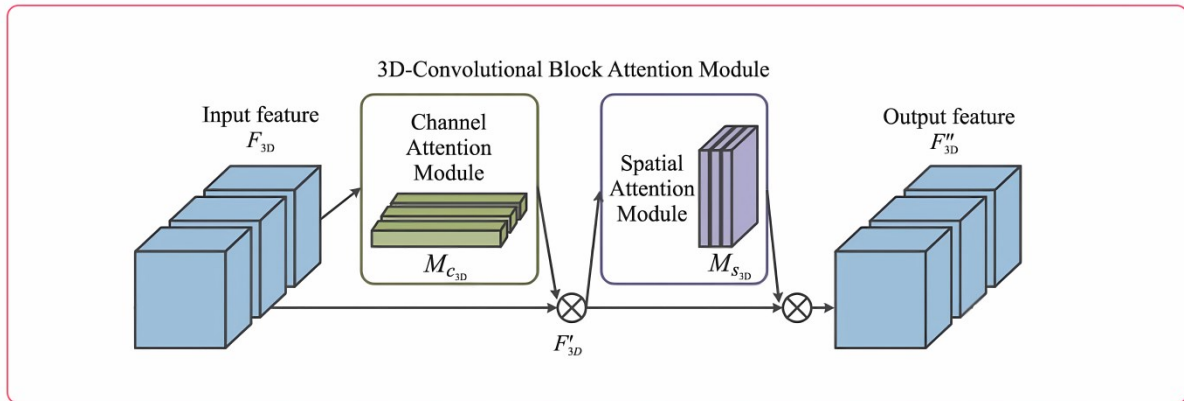 3D-Convolutional Block Attention Module
Input feature
F3D
Channel
Attention
Module
Mc3D
F′3D
Spatial
Attention
Module
Ms3D
Output feature
F″3D